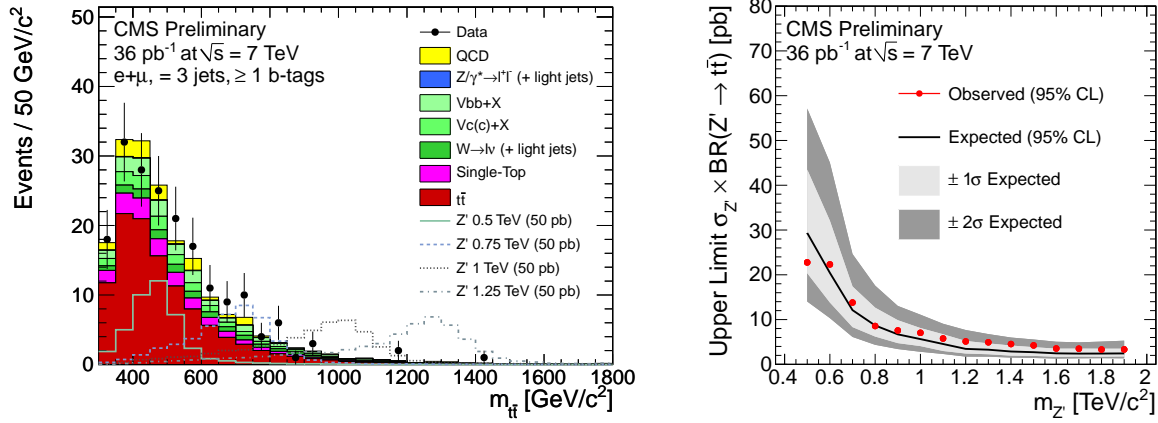 CMS Preliminary
36 pb⁻¹ at √s = 7 TeV
e+μ, = 3 jets, ≥ 1 b-tags
Data
QCD
Z/γ*→l⁺l⁻ (+ light jets)
Vbb+X
Vc(c)+X
W→lν (+ light jets)
Single-Top
tt̄
Z' 0.5 TeV (50 pb)
Z' 0.75 TeV (50 pb)
Z' 1 TeV (50 pb)
Z' 1.25 TeV (50 pb)
Events / 50 GeV/c²
50
40
30
20
10
0
400 600 800 1000 1200 1400 1600 1800
m_tt̄ [GeV/c²]
CMS Preliminary
36 pb⁻¹ at √s = 7 TeV
Observed (95% CL)
Expected (95% CL)
± 1σ Expected
± 2σ Expected
Upper Limit σ_Z' × BR(Z' → tt̄) [pb]
80
70
60
50
40
30
20
10
0
0.4 0.6 0.8 1 1.2 1.4 1.6 1.8 2
m_Z' [TeV/c²]